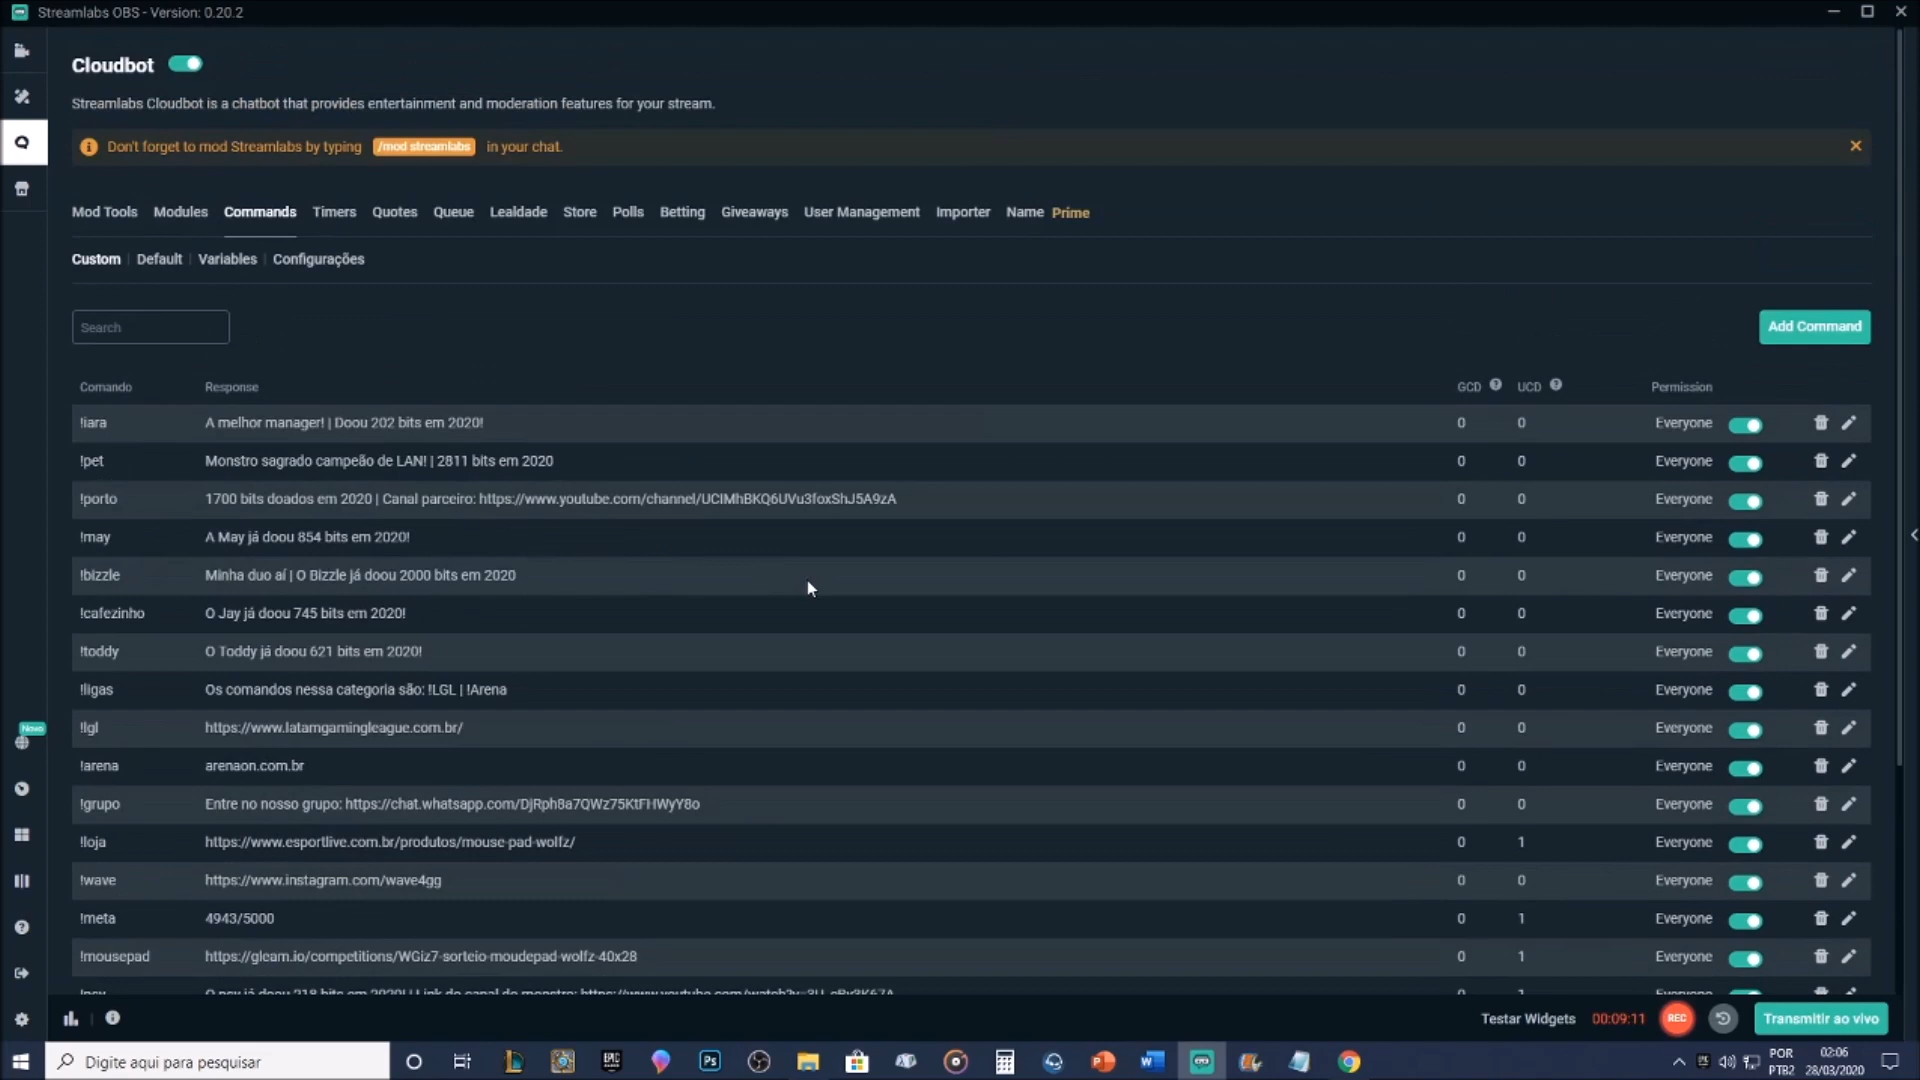 Streamlabs OBS - Version: 0.20.2
Cloudbot
Streamlabs Cloudbot is a chatbot that provides entertainment and moderation features for your stream.
Don't forget to mod Streamlabs by typing /mod streamlabs in your chat.
Mod Tools Modules Commands Timers Quotes Queue Lealdade Store Polls Betting Giveaways User Management Importer Name Prime
Custom Default Variables Configurações
Search
Add Command
Comando Response GCD UCD Permission
!iara A melhor manager! | Doou 202 bits em 2020! 0 0 Everyone
!pet Monstro sagrado campeão de LAN! | 2811 bits em 2020 0 0 Everyone
!porto 1700 bits doados em 2020 | Canal parceiro: https://www.youtube.com/channel/UCIMhBKQ6UVu3foxShJ5A9zA 0 0 Everyone
!may A May já doou 854 bits em 2020! 0 0 Everyone
!bizzle Minha duo aí | O Bizzle já doou 2000 bits em 2020 0 0 Everyone
!cafezinho O Jay já doou 745 bits em 2020! 0 0 Everyone
!toddy O Toddy já doou 621 bits em 2020! 0 0 Everyone
!ligas Os comandos nessa categoria são: !LGL | !Arena 0 0 Everyone
!lgl https://www.latamgamingleague.com.br/ 0 0 Everyone
!arena arenaon.com.br 0 0 Everyone
!grupo Entre no nosso grupo: https://chat.whatsapp.com/DjRph8a7QWz75KtFHWyY8o 0 0 Everyone
!loja https://www.esportlive.com.br/produtos/mouse-pad-wolfz/ 0 1 Everyone
!wave https://www.instagram.com/wave4gg 0 0 Everyone
!meta 4943/5000 0 1 Everyone
!mousepad https://gleam.io/competitions/WGiz7-sorteio-moudepad-wolfz-40x28 0 1 Everyone
Novo
Testar Widgets 00:09:11 REC Transmitir ao vivo
Digite aqui para pesquisar
EPIC
Ps
POR 02:06
PTB2 28/03/2020